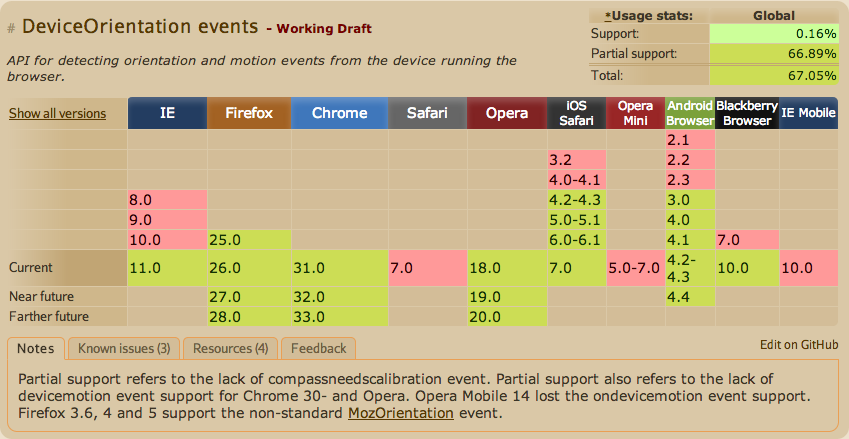 # DeviceOrientation events - Working Draft
*Usage stats: Global
Support: 0.16%
Partial support: 66.89%
Total: 67.05%
API for detecting orientation and motion events from the device running the
browser.
Show all versions IE Firefox Chrome Safari Opera iOS Safari Opera Mini Android Browser Blackberry Browser IE Mobile
2.1
3.2 2.2
4.0-4.1 2.3
8.0 4.2-4.3 3.0
9.0 5.0-5.1 4.0
10.0 25.0 6.0-6.1 4.1 7.0
Current 11.0 26.0 31.0 7.0 18.0 7.0 5.0-7.0 4.2-4.3 10.0 10.0
Near future 27.0 32.0 19.0 4.4
Farther future 28.0 33.0 20.0
Notes Known issues (3) Resources (4) Feedback Edit on GitHub
Partial support refers to the lack of compassneedscalibration event. Partial support also refers to the lack of
devicemotion event support for Chrome 30- and Opera. Opera Mobile 14 lost the ondevicemotion event support.
Firefox 3.6, 4 and 5 support the non-standard MozOrientation event.